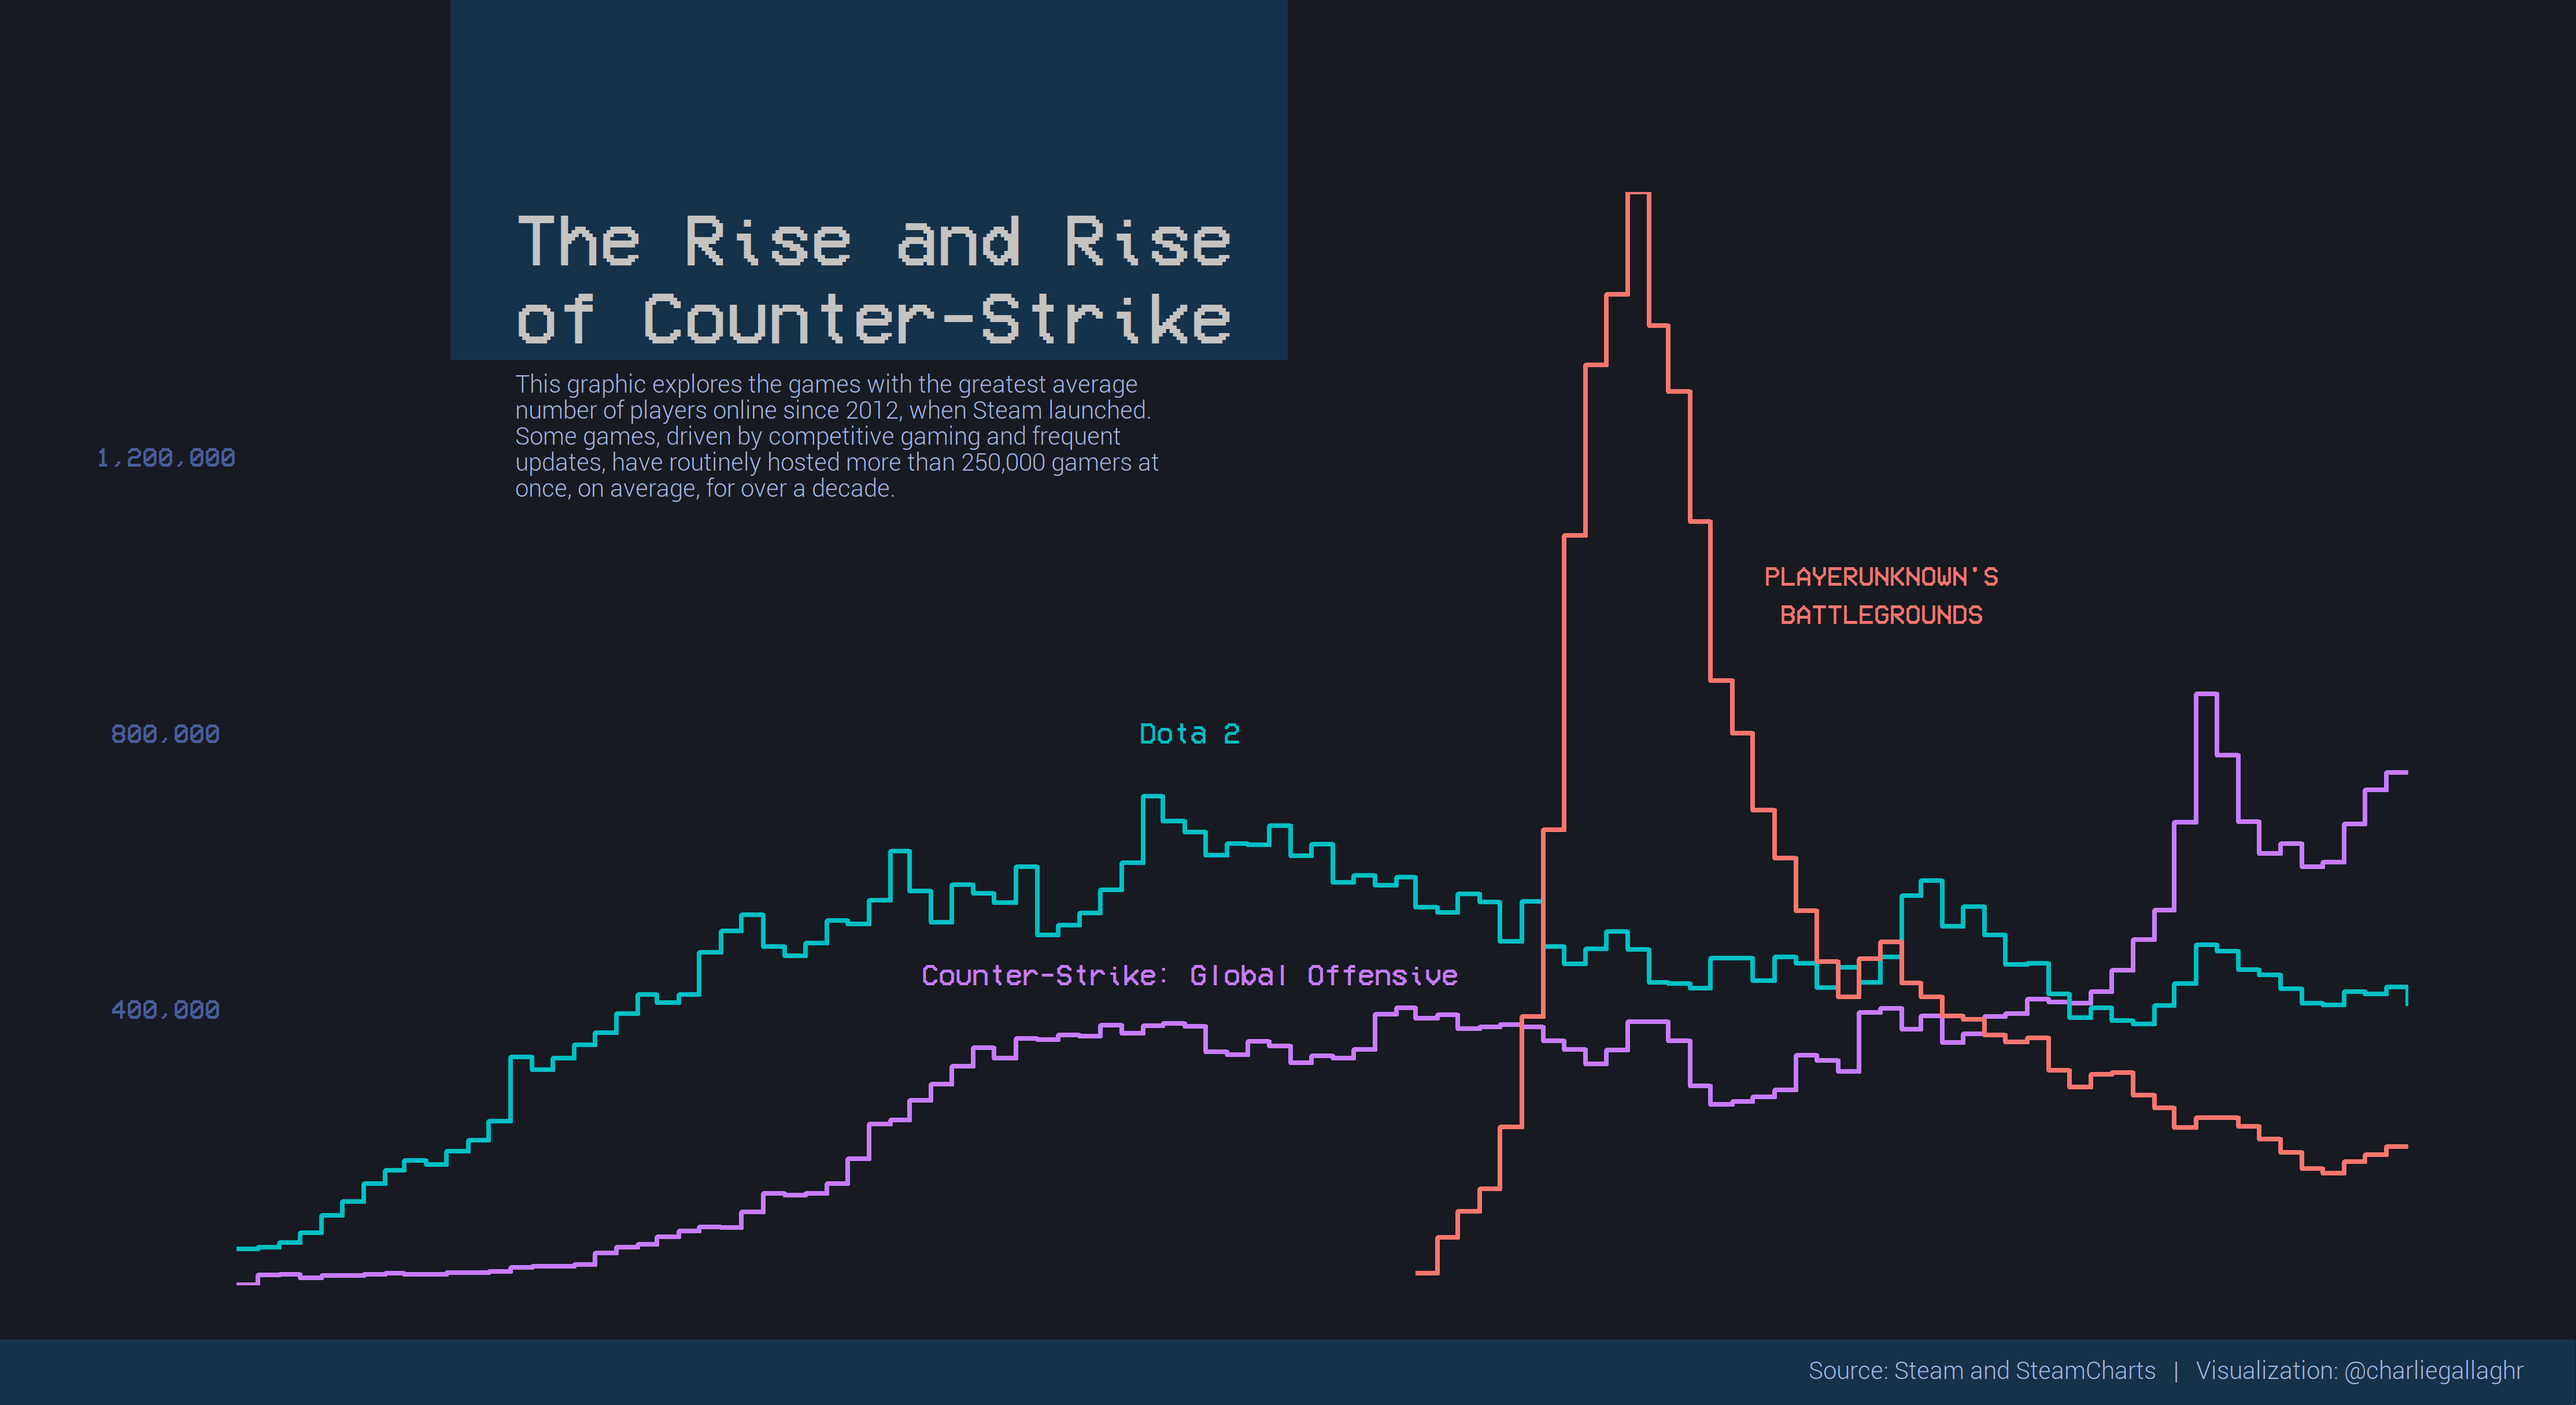 The Rise and Rise
of Counter-Strike
This graphic explores the games with the greatest average
number of players online since 2012, when Steam launched.
Some games, driven by competitive gaming and frequent
updates, have routinely hosted more than 250,000 gamers at
once, on average, for over a decade.
1,200,000
PLAYERUNKNOWN'S
BATTLEGROUNDS
800,000
Dota 2
Counter-Strike: Global Offensive
400,000
Source: Steam and SteamCharts | Visualization: @charliegallaghr